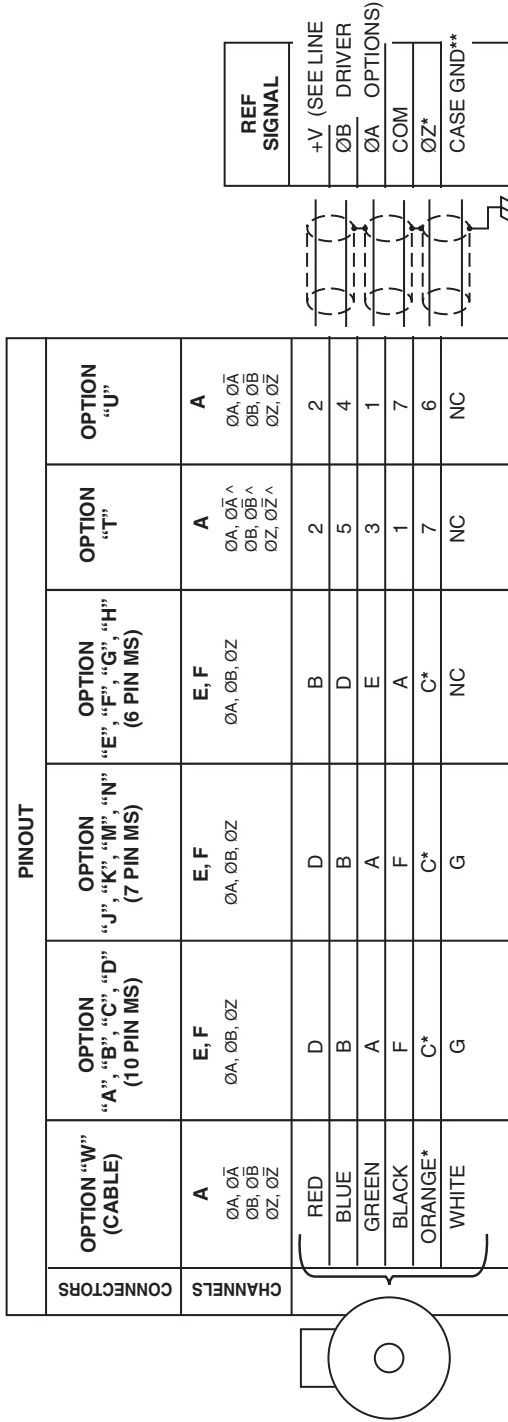 PINOUT
CONNECTORS
OPTION "W"
(CABLE)
OPTION
"A", "B", "C", "D"
(10 PIN MS)
OPTION
"J", "K", "M", "N"
(7 PIN MS)
OPTION
"E", "F", "G", "H"
(6 PIN MS)
OPTION
"T"
OPTION
"U"
CHANNELS
A
ØA, ØA̅
ØB, ØB̅
ØZ, ØZ̅
E, F
ØA, ØB, ØZ
E, F
ØA, ØB, ØZ
E, F
ØA, ØB, ØZ
A
ØA, ØA̅ ^
ØB, ØB̅ ^
ØZ, ØZ̅ ^
A
ØA, ØA̅
ØB, ØB̅
ØZ, ØZ̅
REF
SIGNAL
RED D D B 2 2 +V (SEE LINE
BLUE B B D 5 4 ØB DRIVER
GREEN A A E 3 1 ØA OPTIONS)
BLACK F F A 1 7 COM
ORANGE* C* C* C* 7 6 ØZ*
WHITE G G NC NC NC CASE GND**